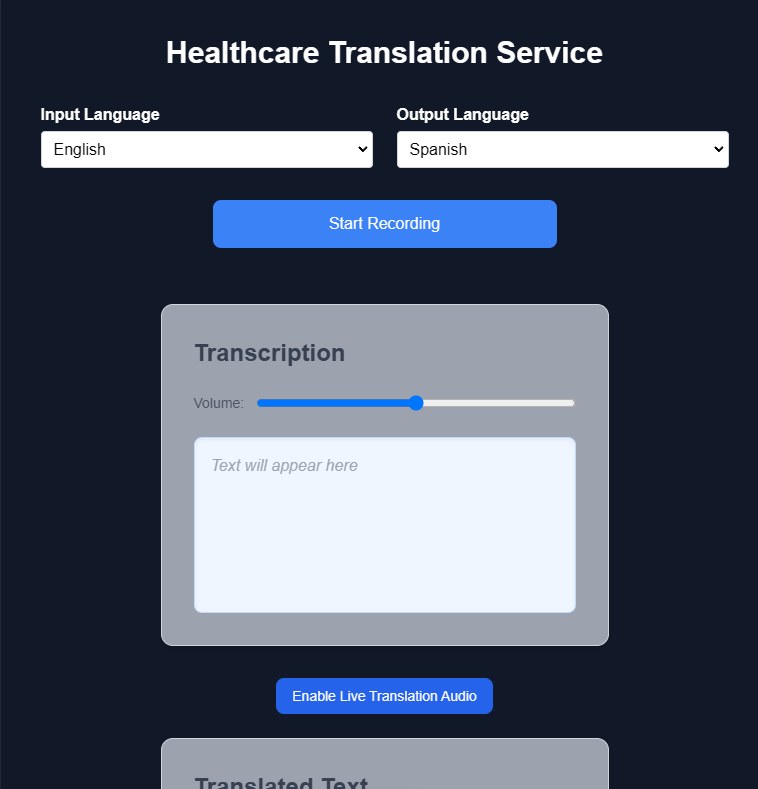 Healthcare Translation Service
Input Language
Output Language
English
Spanish
Start Recording
Transcription
Volume:
Text will appear here
Enable Live Translation Audio
Translated Text